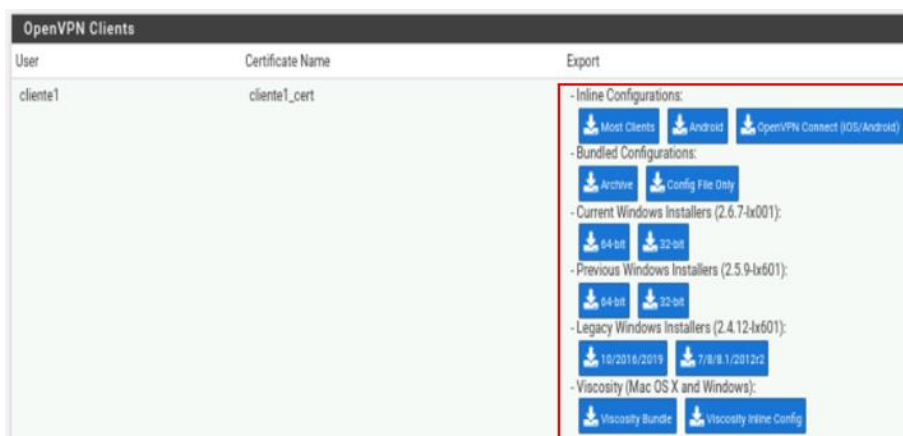 OpenVPN Clients
User Certificate Name Export
cliente1 cliente1_cert - Inline Configurations:
Most Clients Android OpenVPN Connect (iOS/Android)
- Bundled Configurations:
Archive Config File Only
- Current Windows Installers (2.6.7-Ix001):
64-bit 32-bit
- Previous Windows Installers (2.5.9-Ix601):
64-bit 32-bit
- Legacy Windows Installers (2.4.12-Ix601):
10/2016/2019 7/8/8.1/2012r2
- Viscosity (Mac OS X and Windows):
Viscosity Bundle Viscosity Inline Config